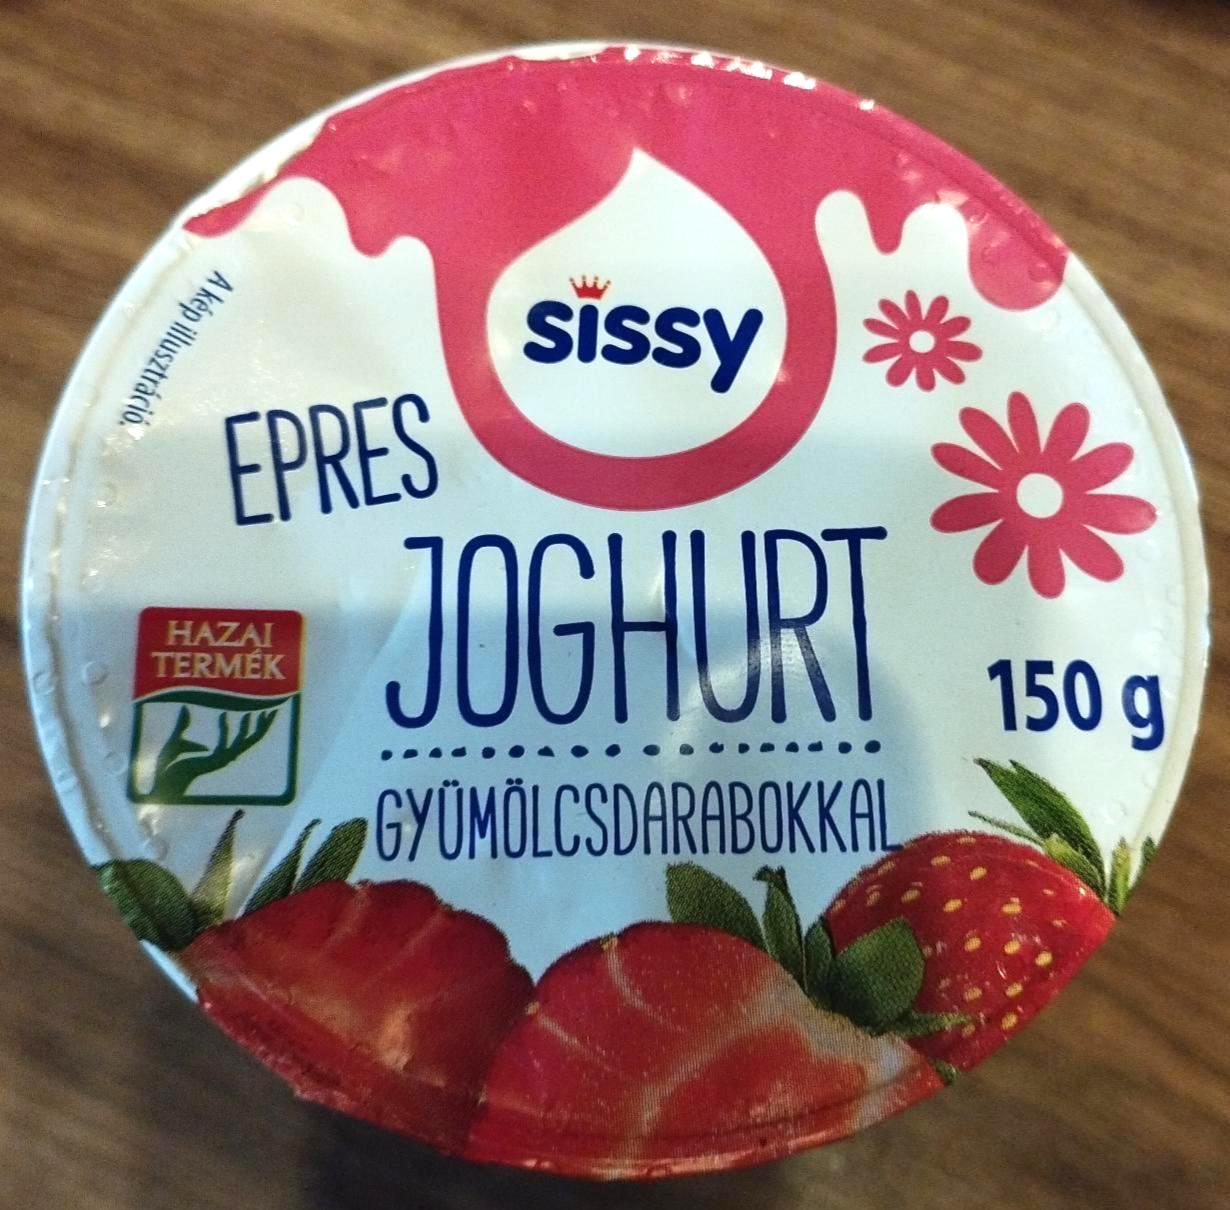 sissy
A kép illusztráció.
EPRES
JOGHURT
GYÜMÖLCSDARABOKKAL
HAZAI
TERMÉK
150 g